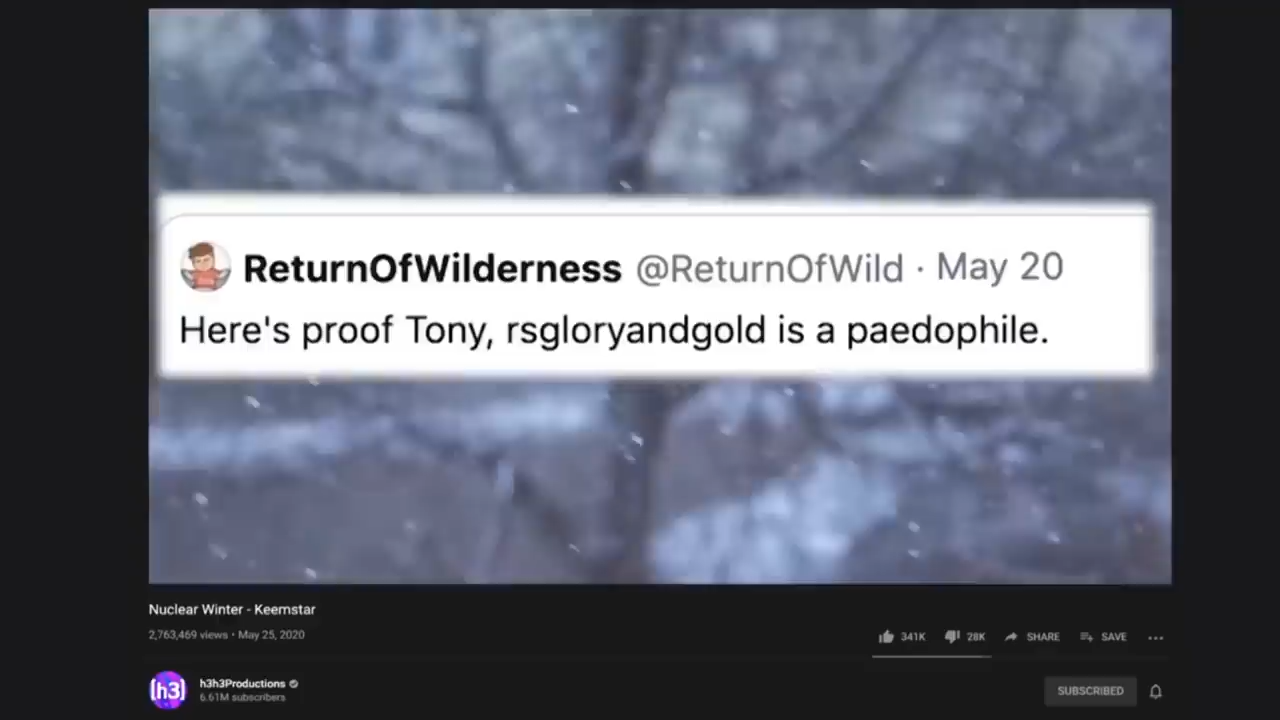 ReturnOfWilderness @ReturnOfWild · May 20
Here's proof Tony, rsgloryandgold is a paedophile.
Nuclear Winter - Keemstar
2,763,469 views • May 25, 2020
341K 28K SHARE SAVE
h3h3Productions
6.61M subscribers
SUBSCRIBED
[h3]